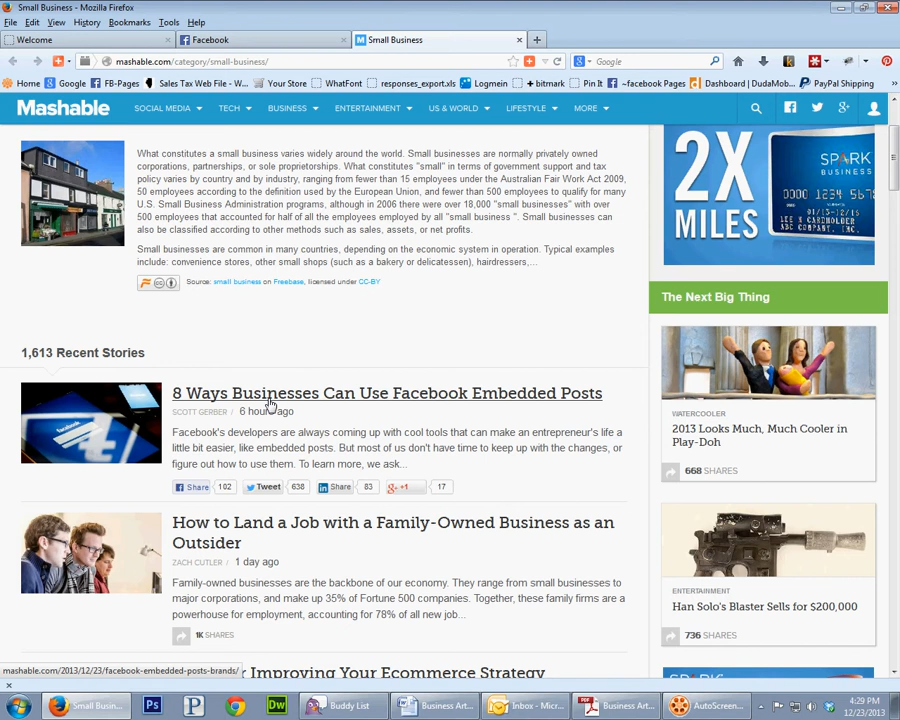 Small Business - Mozilla Firefox
File Edit View History Bookmarks Tools Help
Welcome Facebook Small Business
mashable.com/category/small-business/ Google
Home Google FB-Pages Sales Tax Web File - W... Your Store WhatFont responses_export.xls Logmein + bitmark Pin It ~facebook Pages Dashboard | DudaMob... PayPal Shipping
Mashable SOCIAL MEDIA TECH BUSINESS ENTERTAINMENT US & WORLD LIFESTYLE MORE
What constitutes a small business varies widely around the world. Small businesses are normally privately owned
corporations, partnerships, or sole proprietorships. What constitutes "small" in terms of government support and tax
policy varies by country and by industry, ranging from fewer than 15 employees under the Australian Fair Work Act 2009,
50 employees according to the definition used by the European Union, and fewer than 500 employees to qualify for many
U.S. Small Business Administration programs, although in 2006 there were over 18,000 "small businesses" with over
500 employees that accounted for half of all the employees employed by all "small business ". Small businesses can
also be classified according to other methods such as sales, assets, or net profits.
Small businesses are common in many countries, depending on the economic system in operation. Typical examples
include: convenience stores, other small shops (such as a bakery or delicatessen), hairdressers,...
Source: small business on Freebase, licensed under CC-BY
2X
MILES
SPARK
BUSINESS
The Next Big Thing
1,613 Recent Stories
8 Ways Businesses Can Use Facebook Embedded Posts
SCOTT GERBER / 6 hours ago
Facebook's developers are always coming up with cool tools that can make an entrepreneur's life a
little bit easier, like embedded posts. But most of us don't have time to keep up with the changes, or
figure out how to use them. To learn more, we ask...
Share 102 Tweet 638 Share 83 +1 17
WATERCOOLER
2013 Looks Much, Much Cooler in
Play-Doh
668 SHARES
How to Land a Job with a Family-Owned Business as an
Outsider
ZACH CUTLER / 1 day ago
Family-owned businesses are the backbone of our economy. They range from small businesses to
major corporations, and make up 35% of Fortune 500 companies. Together, these family firms are a
powerhouse for employment, accounting for 78% of all new job...
1K SHARES
ENTERTAINMENT
Han Solo's Blaster Sells for $200,000
736 SHARES
r Improving Your Ecommerce Strategy
mashable.com/2013/12/23/facebook-embedded-posts-brands/
Small Busin... Ps P Dw Buddy List Business Art... Inbox - Micr... Business Art... AutoScreen...
4:29 PM
12/23/2013